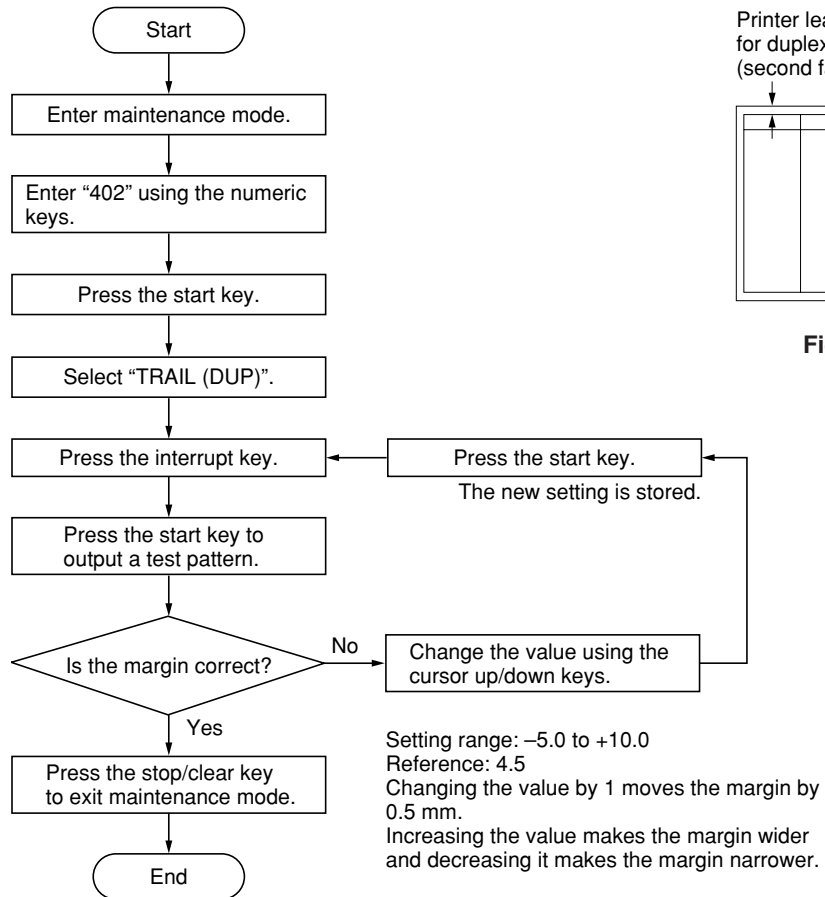 Start
Enter maintenance mode.
Enter “402” using the numeric
keys.
Press the start key.
Select “TRAIL (DUP)”.
Press the interrupt key.
Press the start key.
The new setting is stored.
Press the start key to
output a test pattern.
Is the margin correct?
No
Change the value using the
cursor up/down keys.
Yes
Press the stop/clear key
to exit maintenance mode.
End
Setting range: –5.0 to +10.0
Reference: 4.5
Changing the value by 1 moves the margin by
0.5 mm.
Increasing the value makes the margin wider
and decreasing it makes the margin narrower.
Printer
for
(second